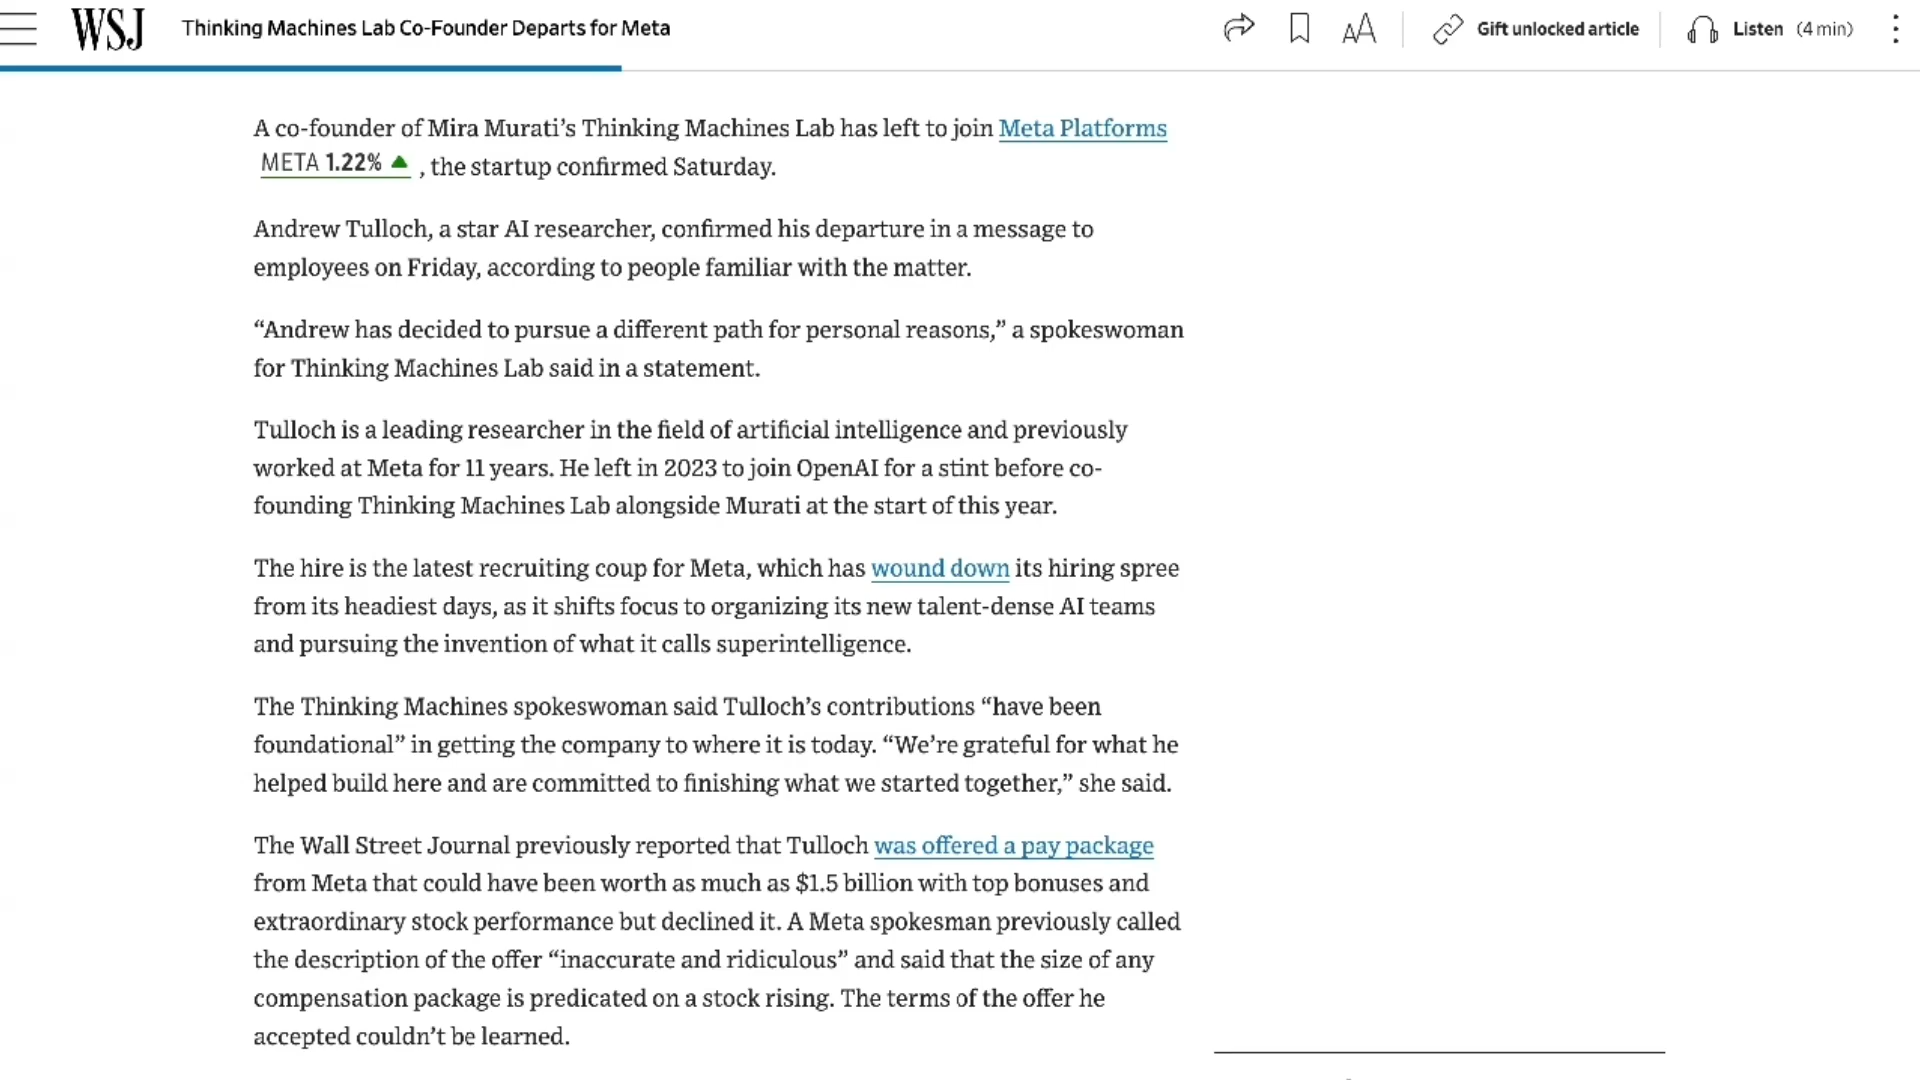 WSJ
Thinking Machines Lab Co-Founder Departs for Meta
AA
Gift unlocked article
Listen (4 min)
A co-founder of Mira Murati’s Thinking Machines Lab has left to join Meta Platforms
META 1.22% ▲ , the startup confirmed Saturday.
Andrew Tulloch, a star AI researcher, confirmed his departure in a message to
employees on Friday, according to people familiar with the matter.
“Andrew has decided to pursue a different path for personal reasons,” a spokeswoman
for Thinking Machines Lab said in a statement.
Tulloch is a leading researcher in the field of artificial intelligence and previously
worked at Meta for 11 years. He left in 2023 to join OpenAI for a stint before co-
founding Thinking Machines Lab alongside Murati at the start of this year.
The hire is the latest recruiting coup for Meta, which has wound down its hiring spree
from its headiest days, as it shifts focus to organizing its new talent-dense AI teams
and pursuing the invention of what it calls superintelligence.
The Thinking Machines spokeswoman said Tulloch’s contributions “have been
foundational” in getting the company to where it is today. “We’re grateful for what he
helped build here and are committed to finishing what we started together,” she said.
The Wall Street Journal previously reported that Tulloch was offered a pay package
from Meta that could have been worth as much as $1.5 billion with top bonuses and
extraordinary stock performance but declined it. A Meta spokesman previously called
the description of the offer “inaccurate and ridiculous” and said that the size of any
compensation package is predicated on a stock rising. The terms of the offer he
accepted couldn’t be learned.